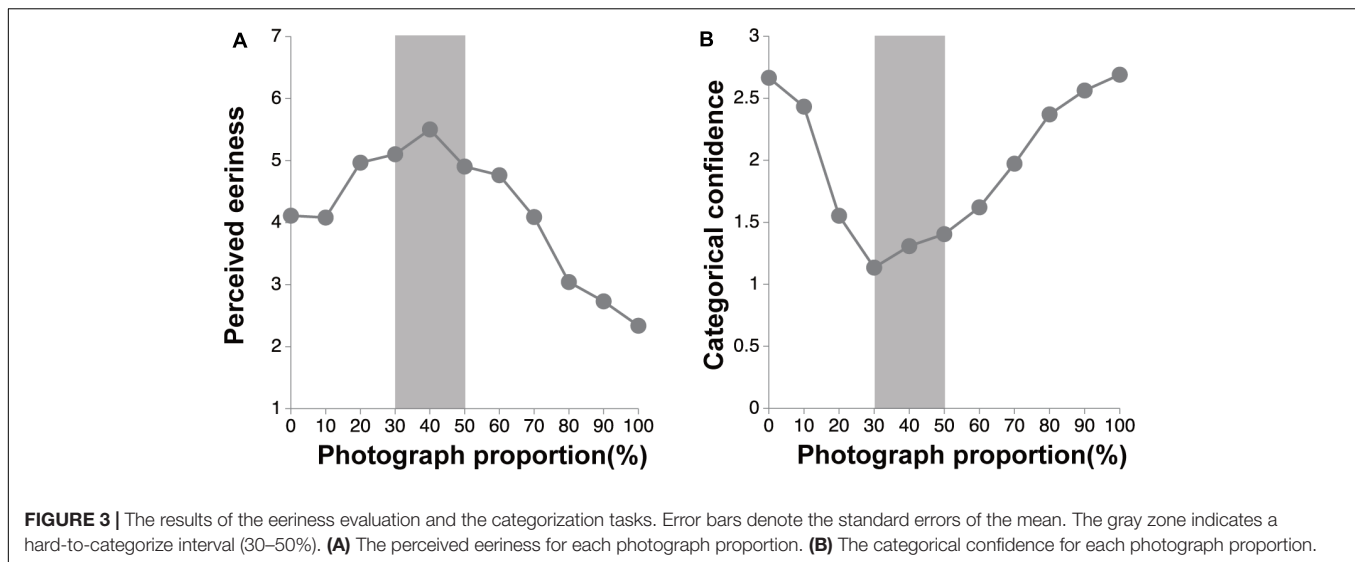 A
7
6
5
4
3
2
1
Perceived eeriness
0 10 20 30 40 50 60 70 80 90 100
Photograph proportion(%)
B
3
2.5
2
1.5
1
0.5
0
Categorical confidence
0 10 20 30 40 50 60 70 80 90 100
Photograph proportion(%)
FIGURE 3 | The results of the eeriness evaluation and the categorization tasks. Error bars denote the standard errors of the mean. The gray zone indicates a
hard-to-categorize interval (30–50%). (A) The perceived eeriness for each photograph proportion. (B) The categorical confidence for each photograph proportion.